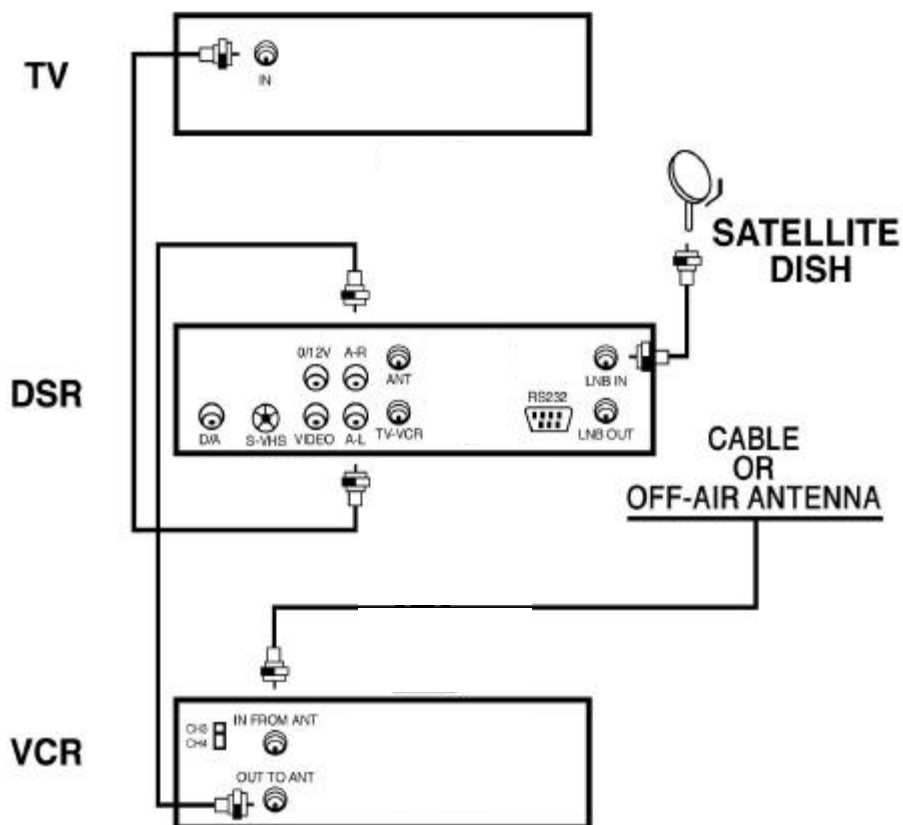 TV
IN
SATELLITE
DISH
DSR
0/12V A-R
ANT
LNB IN
RS232
D/A S-VHS VIDEO A-L TV-VCR
LNB OUT
CABLE
OR
OFF-AIR ANTENNA
VCR
CH3
CH4
IN FROM ANT
OUT TO ANT